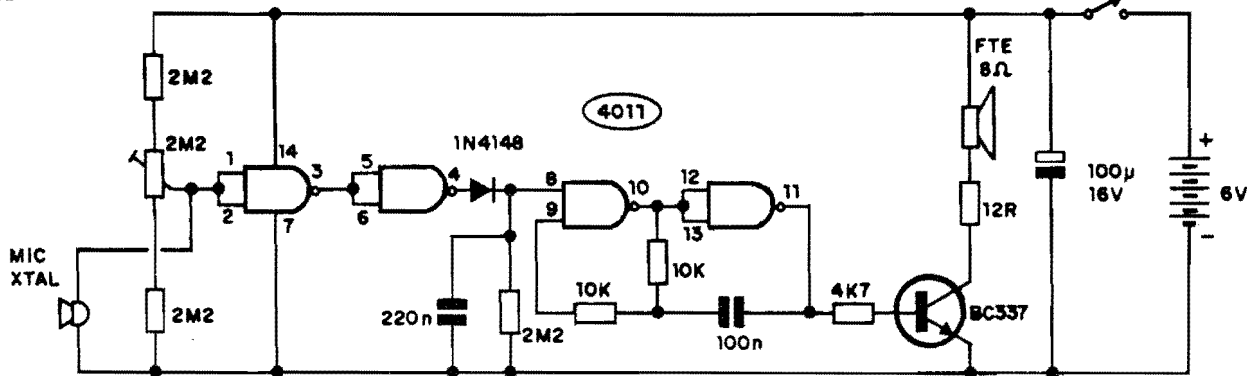 FTE
8Ω
2M2
4011
2M2
1N4148
1
14
3
5
4
8
10
12
11
2
7
6
9
13
100μ
16V
+
6V
-
12R
MIC
XTAL
10K
2M2
220n
2M2
10K
100n
4K7
BC337